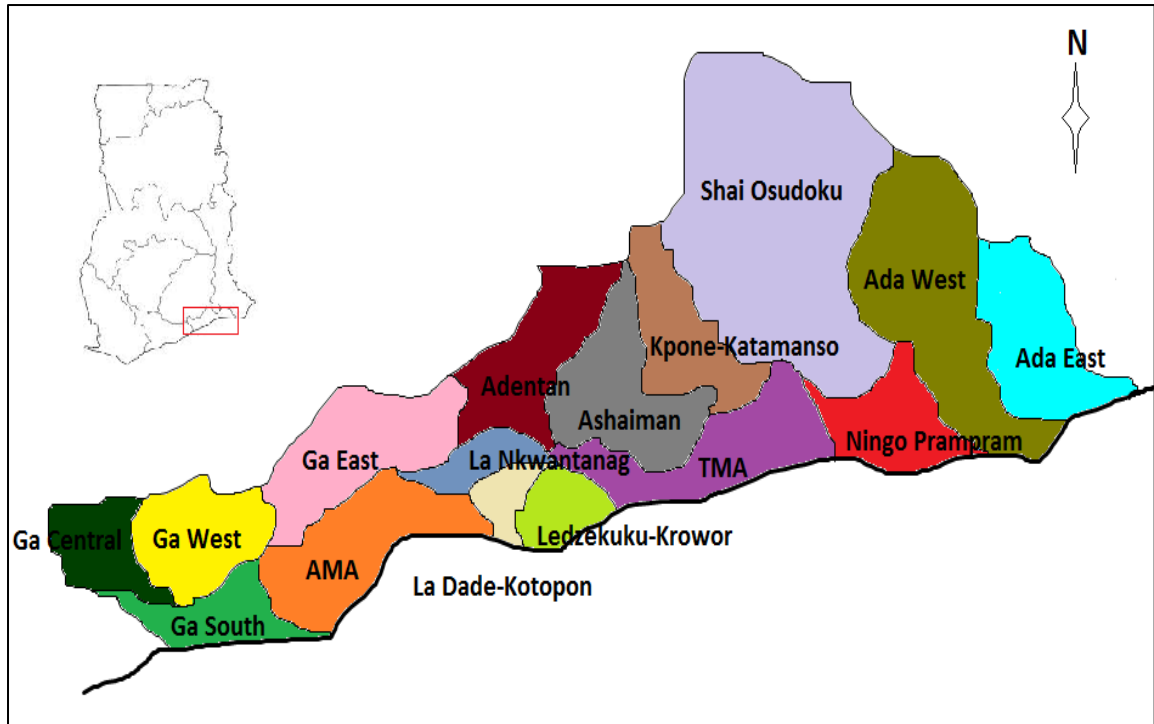 N
Shai Osudoku
Ada West
Kpone-Katamanso
Ada East
Adentan
Ashaiman
Ningo Prampram
Ga East
La Nkwantanag
TMA
Ga Central
Ga West
Ledzekuku-Krowor
AMA
La Dade-Kotopon
Ga South